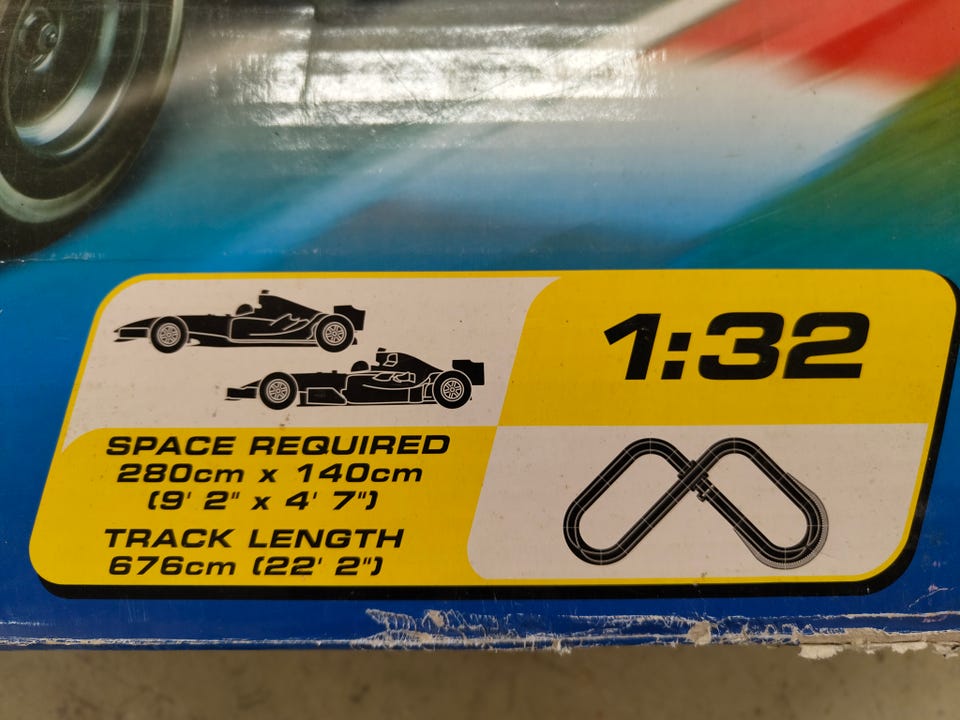 1:32
SPACE REQUIRED
280cm x 140cm
(9' 2" x 4' 7")
TRACK LENGTH
676cm (22' 2")